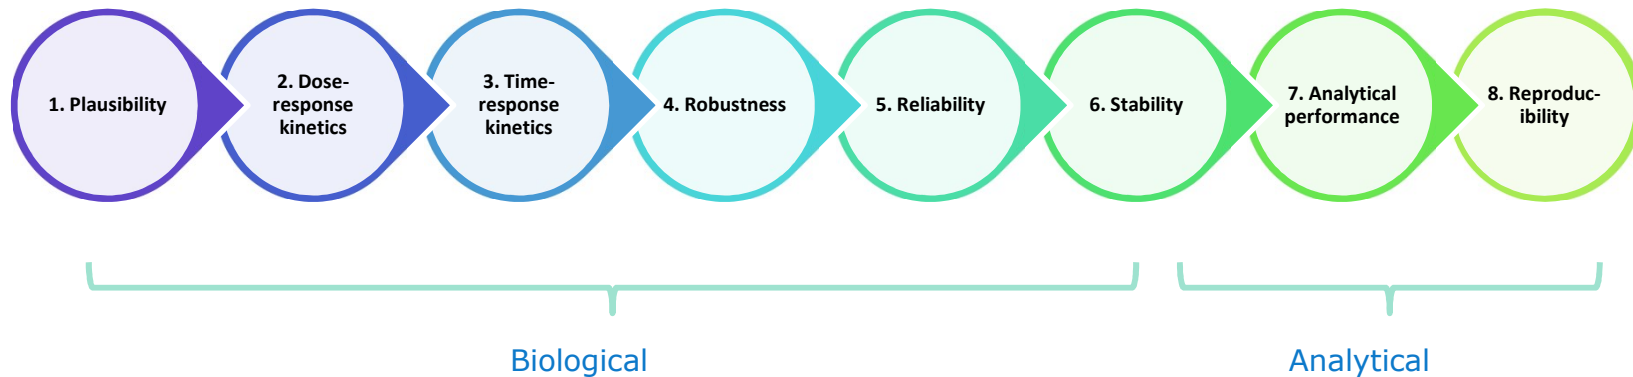 1. Plausibility
2. Dose-
response
kinetics
3. Time-
response
kinetics
4. Robustness
5. Reliability
6. Stability
7. Analytical
performance
8. Reproduc-
ibility
Biological
Analytical